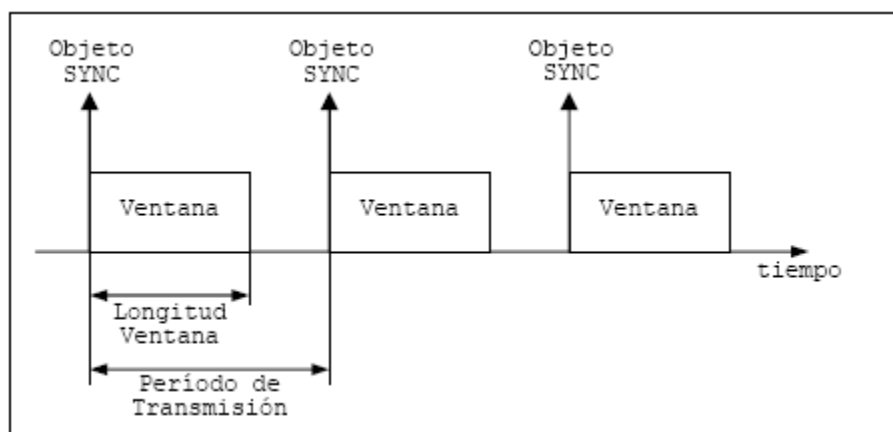 Objeto
SYNC
Objeto
SYNC
Objeto
SYNC
Ventana
Ventana
Ventana
tiempo
Longitud
Ventana
Período de
Transmisión